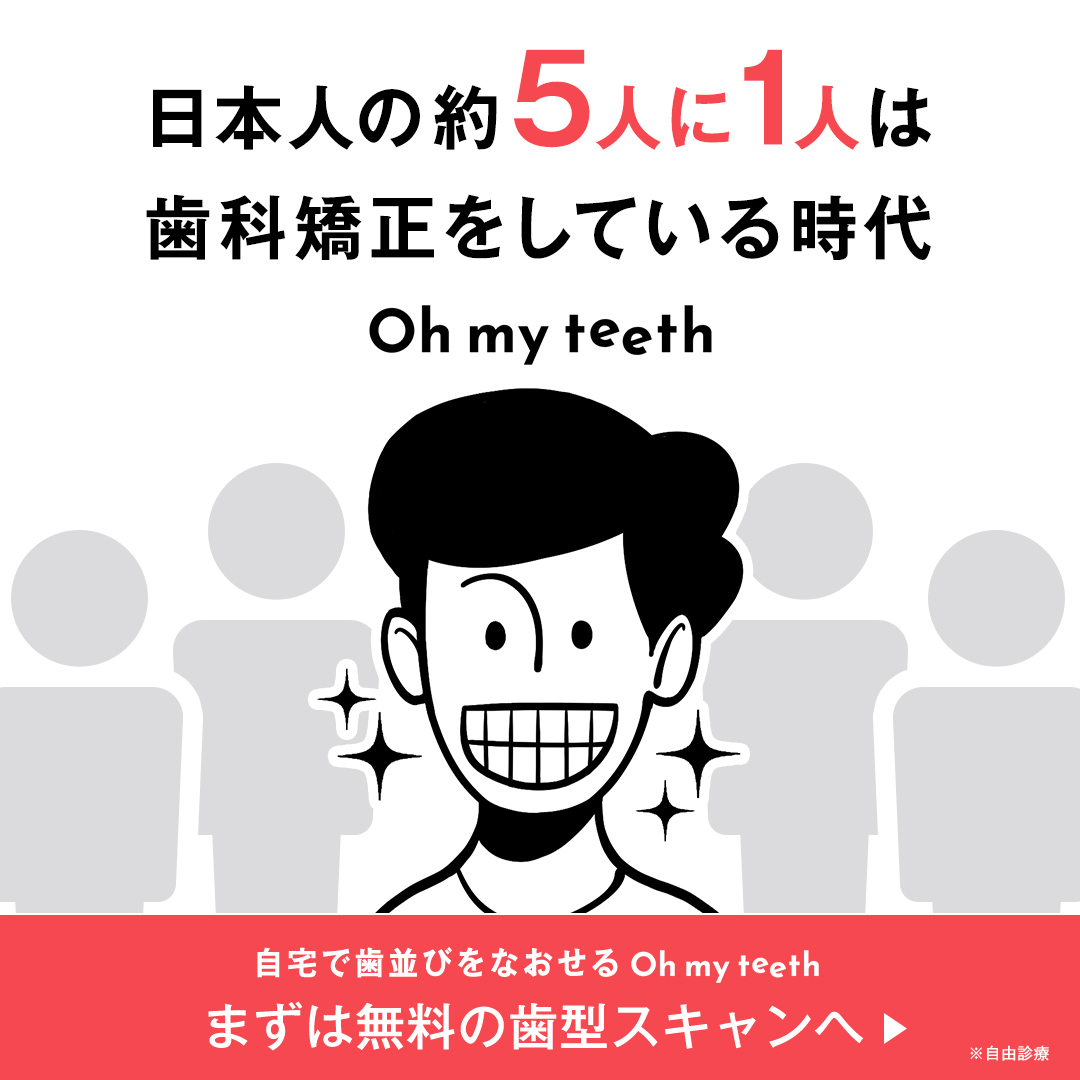 日本人の約5人に1人は
歯科矯正をしている時代
Oh my teeth
自宅で歯並びをなおせる Oh my teeth
まずは無料の歯型スキャンへ ▶
※自由診療